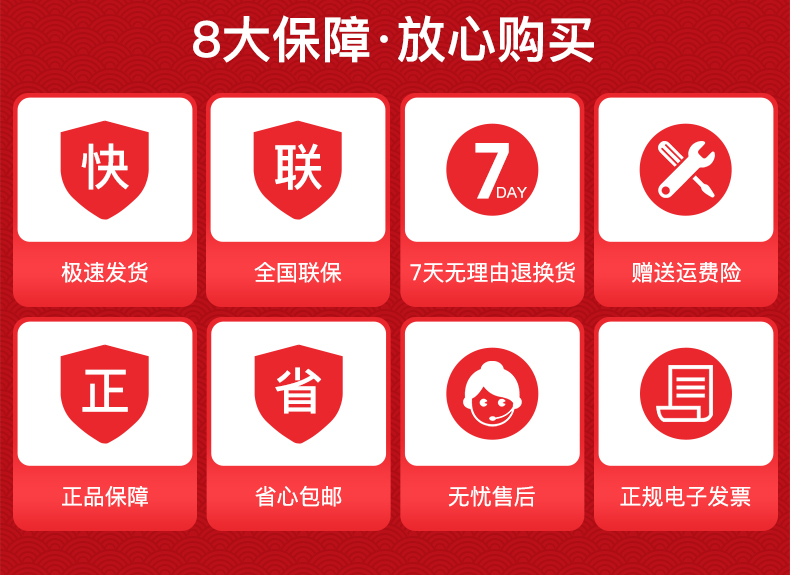 8大保障·放心购买
快
联
7
DAY
极速发货
全国联保
7天无理由退换货
赠送运费险
正
省
正品保障
省心包邮
无忧售后
正规电子发票